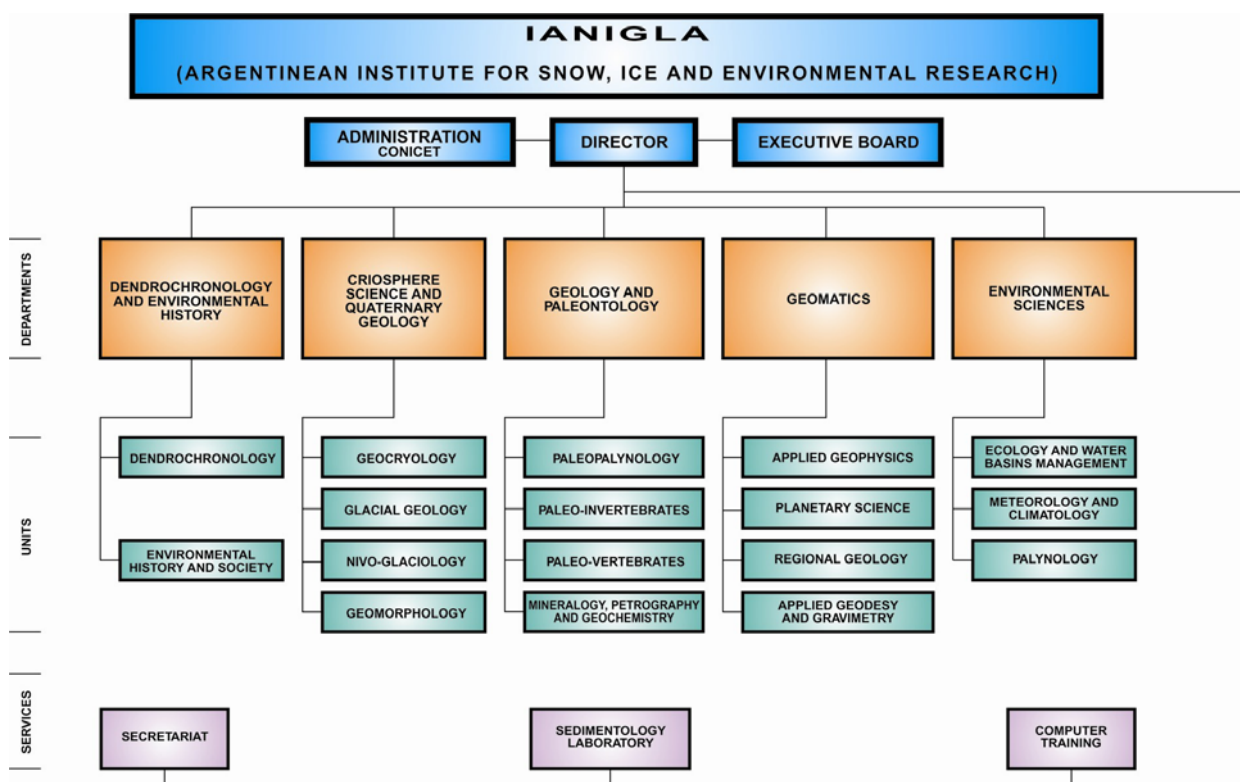 IANIGLA
(ARGENTINEAN INSTITUTE FOR SNOW, ICE AND ENVIRONMENTAL RESEARCH)
ADMINISTRATION
CONICET
DIRECTOR
EXECUTIVE BOARD
DEPARTMENTS
DENDROCHRONOLOGY
AND ENVIRONMENTAL
HISTORY
CRIOSPHERE
SCIENCE AND
QUATERNARY
GEOLOGY
GEOLOGY AND
PALEONTOLOGY
GEOMATICS
ENVIRONMENTAL
SCIENCES
UNITS
DENDROCHRONOLOGY
ENVIRONMENTAL
HISTORY AND SOCIETY
GEOCRYOLOGY
GLACIAL GEOLOGY
NIVO-GLACIOLOGY
GEOMORPHOLOGY
PALEOPALYNOLOGY
PALEO-INVERTEBRATES
PALEO-VERTEBRATES
MINERALOGY, PETROGRAPHY
AND GEOCHEMISTRY
APPLIED GEOPHYSICS
PLANETARY SCIENCE
REGIONAL GEOLOGY
APPLIED GEODESY
AND GRAVIMETRY
ECOLOGY AND WATER
BASINS MANAGEMENT
METEOROLOGY AND
CLIMATOLOGY
PALYNOLOGY
SERVICES
SECRETARIAT
SEDIMENTOLOGY
LABORATORY
COMPUTER
TRAINING